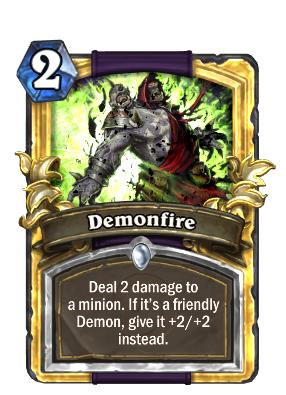 2
Demonfire
Deal 2 damage to
a minion. If it's a friendly
Demon, give it +2/+2
instead.